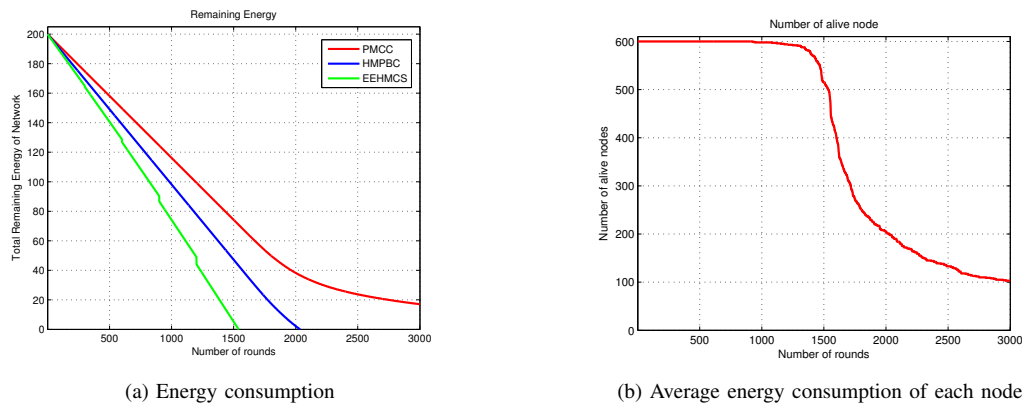 Remaining Energy
Total Remaining Energy of Network
200
180
160
140
120
100
80
60
40
20
0
PMCC
HMPBC
EEHMCS
500 1000 1500 2000 2500 3000
Number of rounds
(a) Energy consumption
Number of alive node
Number of alive nodes
600
500
400
300
200
100
0
500 1000 1500 2000 2500 3000
Number of rounds
(b) Average energy consumption of each node